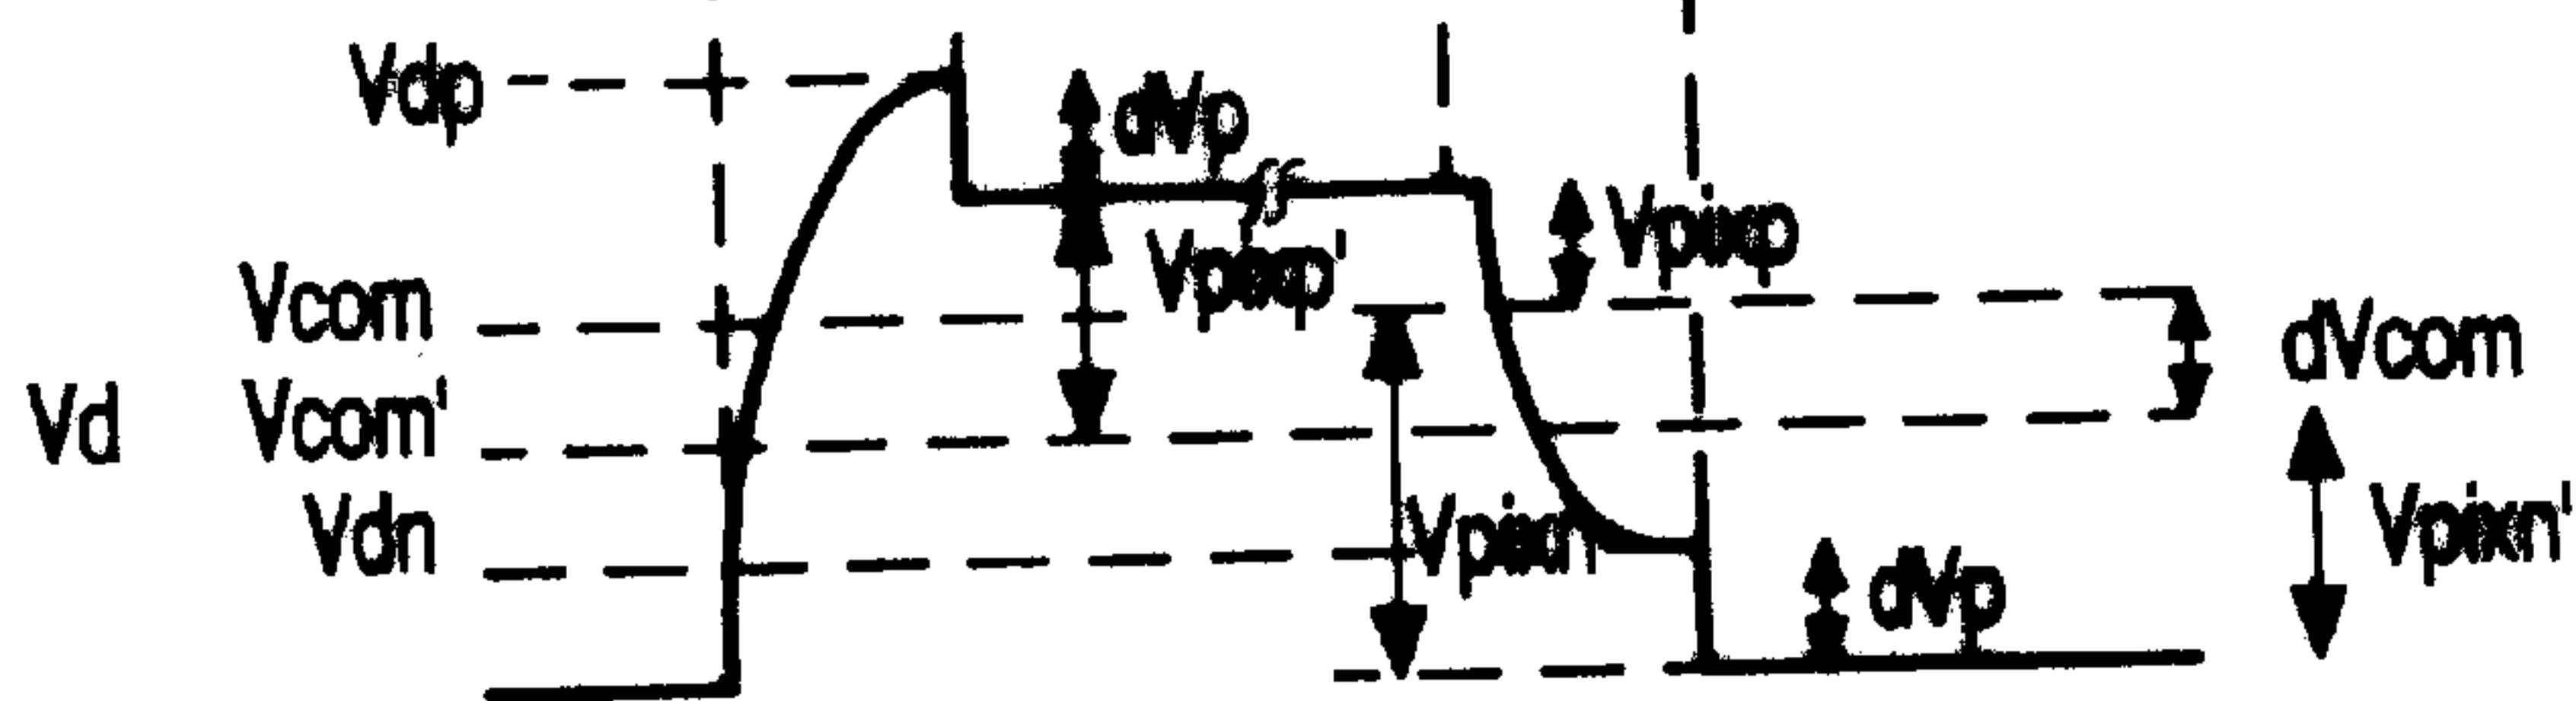 Vdp
dVp
Vpixp
Vcom
Vpixp'
dVcom
Vd
Vcom'
Vdn
Vpixn
Vpixn'
dVp